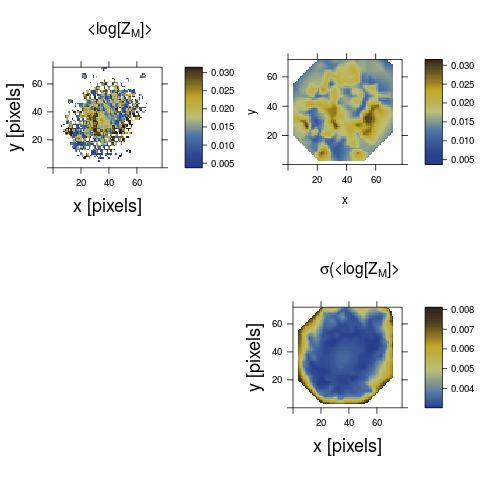 <log[Z_M]>
y [pixels]
60
40
20
20 40 60
x [pixels]
0.030
0.025
0.020
0.015
0.010
0.005
y
60
40
20
20 40 60
x
0.030
0.025
0.020
0.015
0.010
0.005
σ(<log[Z_M]>
y [pixels]
60
40
20
20 40 60
x [pixels]
0.008
0.007
0.006
0.005
0.004